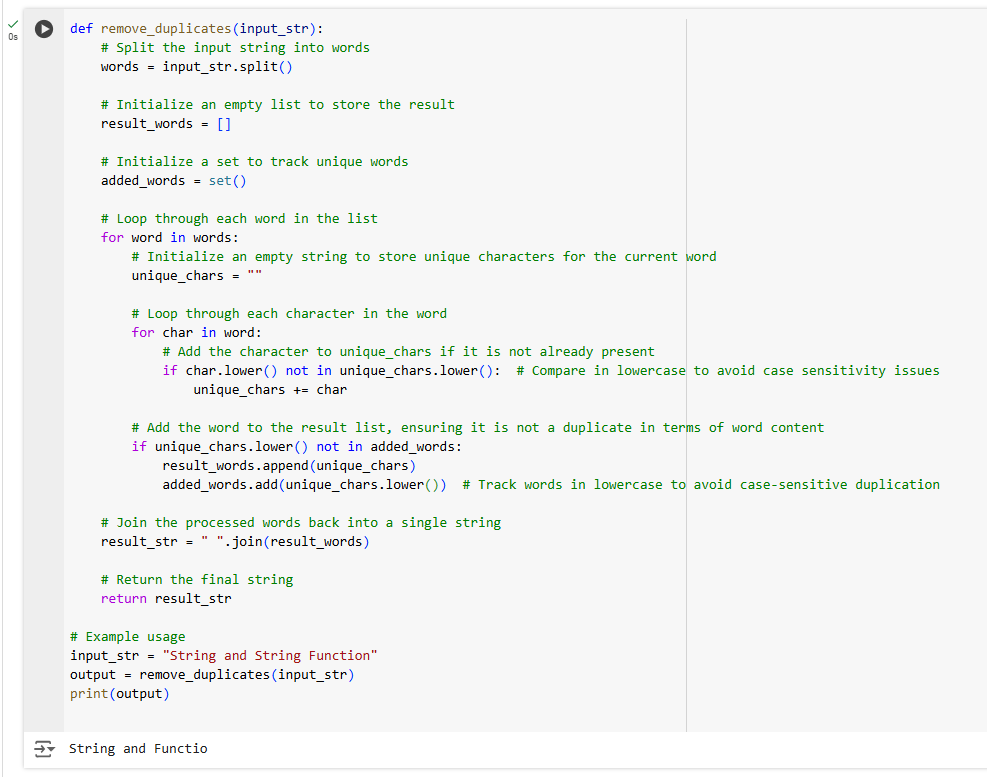 def remove_duplicates(input_str):
    # Split the input string into words
    words = input_str.split()

    # Initialize an empty list to store the result
    result_words = []

    # Initialize a set to track unique words
    added_words = set()

    # Loop through each word in the list
    for word in words:
        # Initialize an empty string to store unique characters for the current word
        unique_chars = ""

        # Loop through each character in the word
        for char in word:
            # Add the character to unique_chars if it is not already present
            if char.lower() not in unique_chars.lower():  # Compare in lowercase to avoid case sensitivity issues
                unique_chars += char

        # Add the word to the result list, ensuring it is not a duplicate in terms of word content
        if unique_chars.lower() not in added_words:
            result_words.append(unique_chars)
            added_words.add(unique_chars.lower())  # Track words in lowercase to avoid case-sensitive duplication

    # Join the processed words back into a single string
    result_str = " ".join(result_words)

    # Return the final string
    return result_str

# Example usage
input_str = "String and String Function"
output = remove_duplicates(input_str)
print(output)
0s
String and Functio